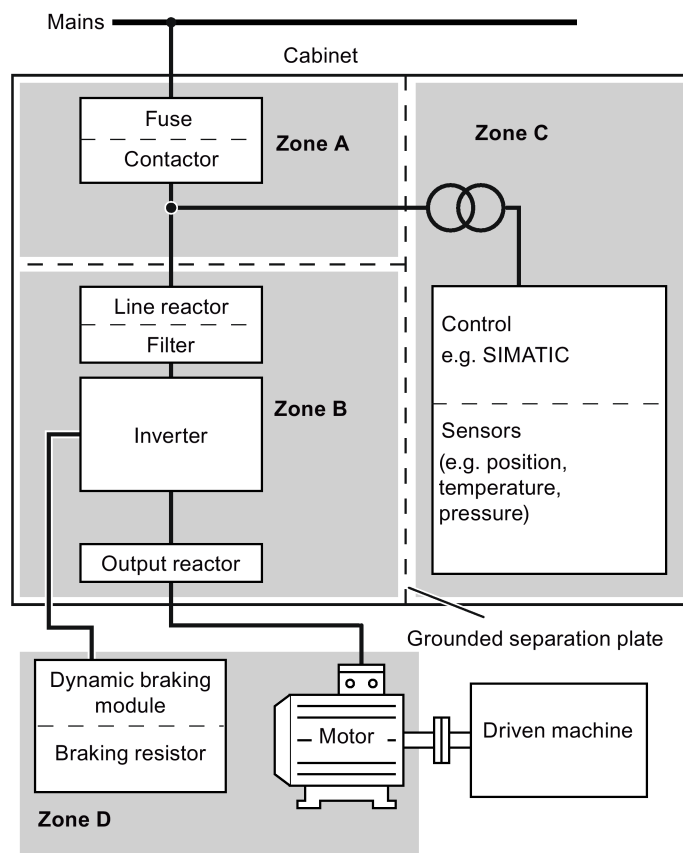 Mains
Cabinet
Fuse
Contactor
Zone A
Zone C
Line reactor
Filter
Control
e.g. SIMATIC
Inverter
Zone B
Sensors
(e.g. position,
temperature,
pressure)
Output reactor
Grounded separation plate
Dynamic braking
module
Braking resistor
Motor
Driven machine
Zone D